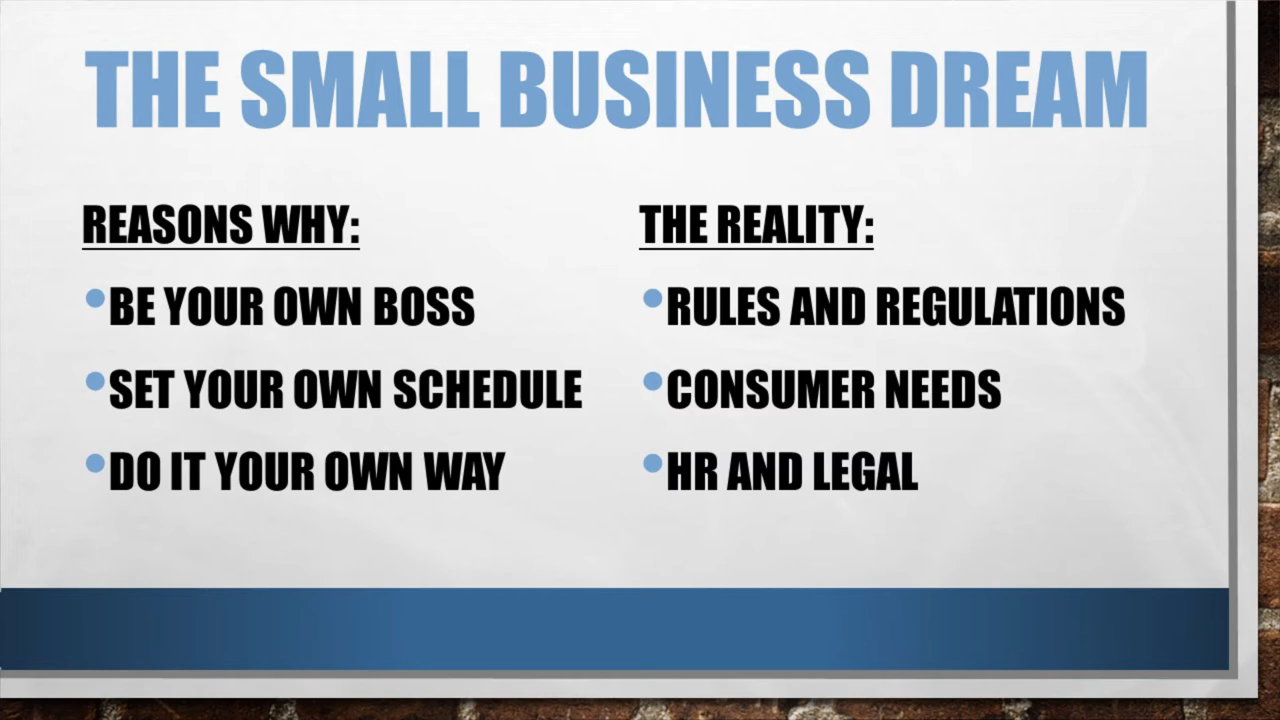 THE SMALL BUSINESS DREAM
REASONS WHY:
•BE YOUR OWN BOSS
•SET YOUR OWN SCHEDULE
•DO IT YOUR OWN WAY
THE REALITY:
•RULES AND REGULATIONS
•CONSUMER NEEDS
•HR AND LEGAL